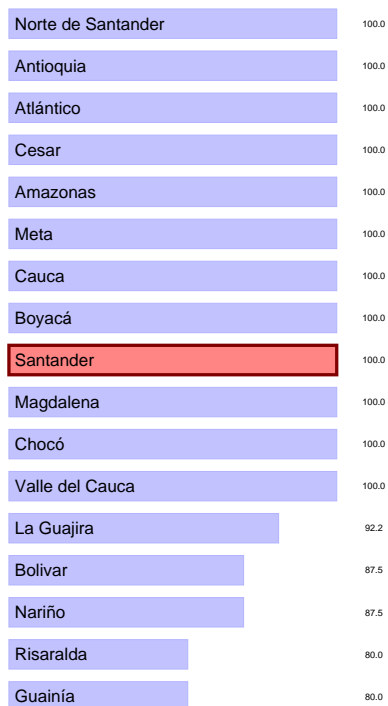 Norte de Santander 100.0
Antioquia 100.0
Atlántico 100.0
Cesar 100.0
Amazonas 100.0
Meta 100.0
Cauca 100.0
Boyacá 100.0
Santander 100.0
Magdalena 100.0
Chocó 100.0
Valle del Cauca 100.0
La Guajira 92.2
Bolivar 87.5
Nariño 87.5
Risaralda 80.0
Guainía 80.0